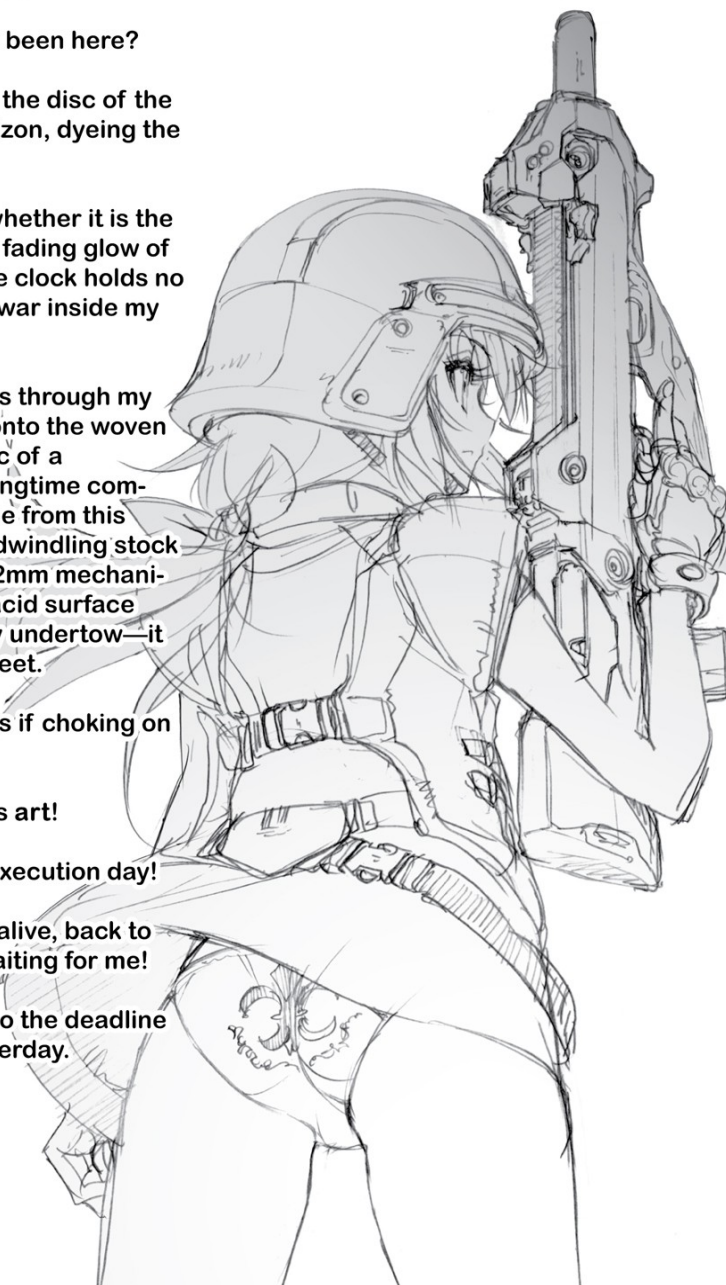 been here?
the disc of the
zon, dyeing the
whether it is the
fading glow of
e clock holds no
war inside my
s through my
onto the woven
c of a
ngtime com-
e from this
dwindling stock
2mm mechani-
acid surface
y undertow—it
eet.
s if choking on
s art!
xecution day!
alive, back to
aiting for me!
o the deadline
erday.